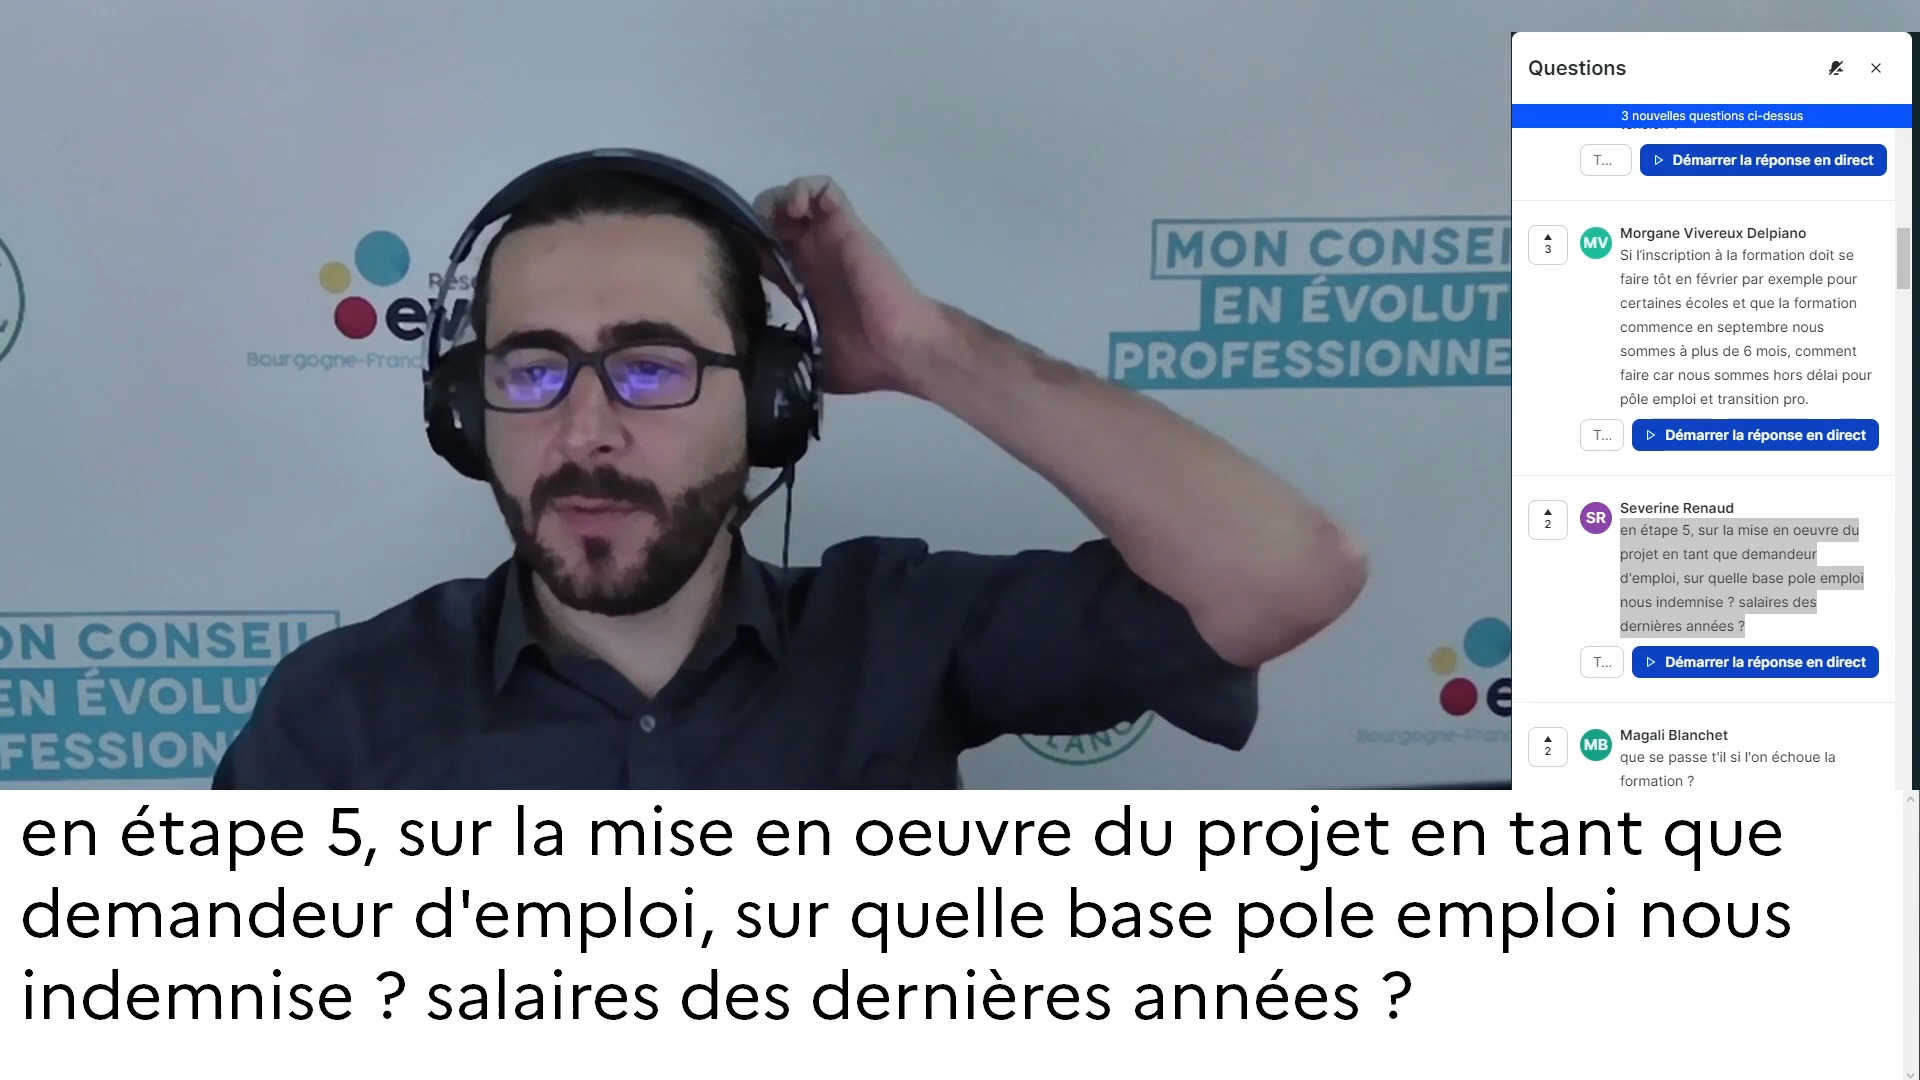 Questions
3 nouvelles questions ci-dessus
T...
Démarrer la réponse en direct
3
MV
Morgane Vivereux Delpiano
Si l'inscription à la formation doit se
faire tôt en février par exemple pour
certaines écoles et que la formation
commence en septembre nous
sommes à plus de 6 mois, comment
faire car nous sommes hors délai pour
pôle emploi et transition pro.
T...
Démarrer la réponse en direct
2
SR
Severine Renaud
en étape 5, sur la mise en oeuvre du
projet en tant que demandeur
d'emploi, sur quelle base pole emploi
nous indemnise ? salaires des
dernières années ?
T...
Démarrer la réponse en direct
2
MB
Magali Blanchet
que se passe t'il si l'on échoue la
formation ?
Rése
ev
Bourgogne-Franc
MON CONSEI
EN ÉVOLUT
PROFESSIONNE
ON CONSEIL
EN ÉVOLU
FESSION
LANC
e
Bourgogne-Franc
en étape 5, sur la mise en oeuvre du projet en tant que
demandeur d'emploi, sur quelle base pole emploi nous
indemnise ? salaires des dernières années ?